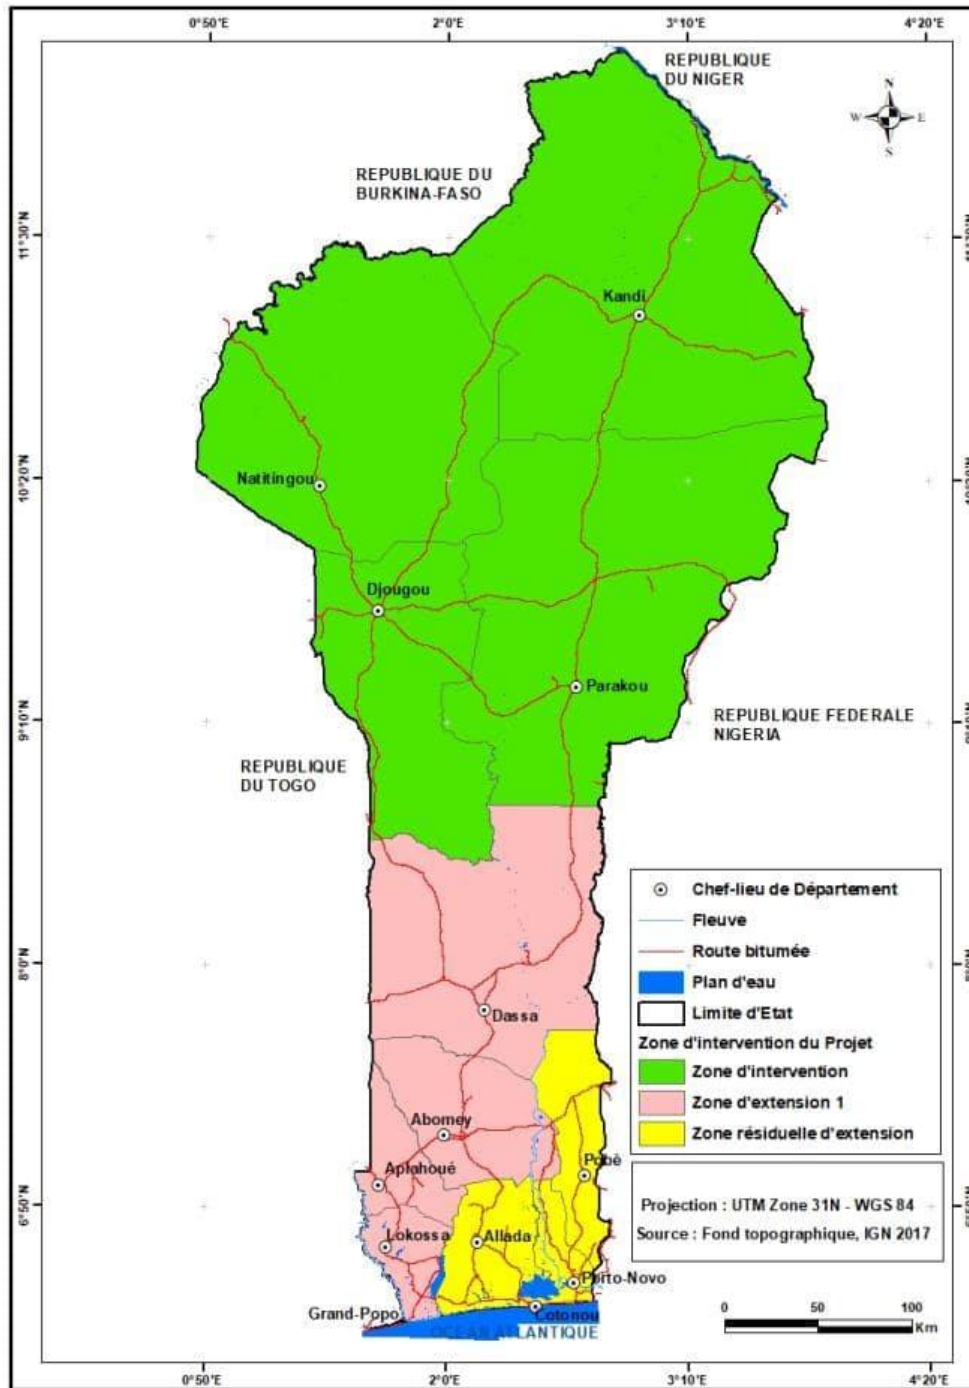 0°50'E
2°0'E
3°10'E
4°20'E
REPUBLIQUE
DU NIGER
N
W
E
S
REPUBLIQUE DU
BURKINA-FASO
11°30'N
Kandi
10°20'N
10°20'N
Natitingou
Djougou
Parakou
9°10'N
REPUBLIQUE FEDERALE
NIGERIA
REPUBLIQUE
DU TOGO
Chef-lieu de Département
Fleuve
Route bitumée
Plan d'eau
Limite d'Etat
Zone d'intervention du Projet
Zone d'intervention
Zone d'extension 1
Zone résiduelle d'extension
8°0'N
Dassa
Abomey
Aplahoué
Pobè
6°50'N
Projection : UTM Zone 31N - WGS 84
Source : Fond topographique, IGN 2017
Lokossa
Allada
Porto-Novo
Grand-Popo
Cotonou
OCEAN ATLANTIQUE
0
50
100
Km
0°50'E
2°0'E
3°10'E
4°20'E